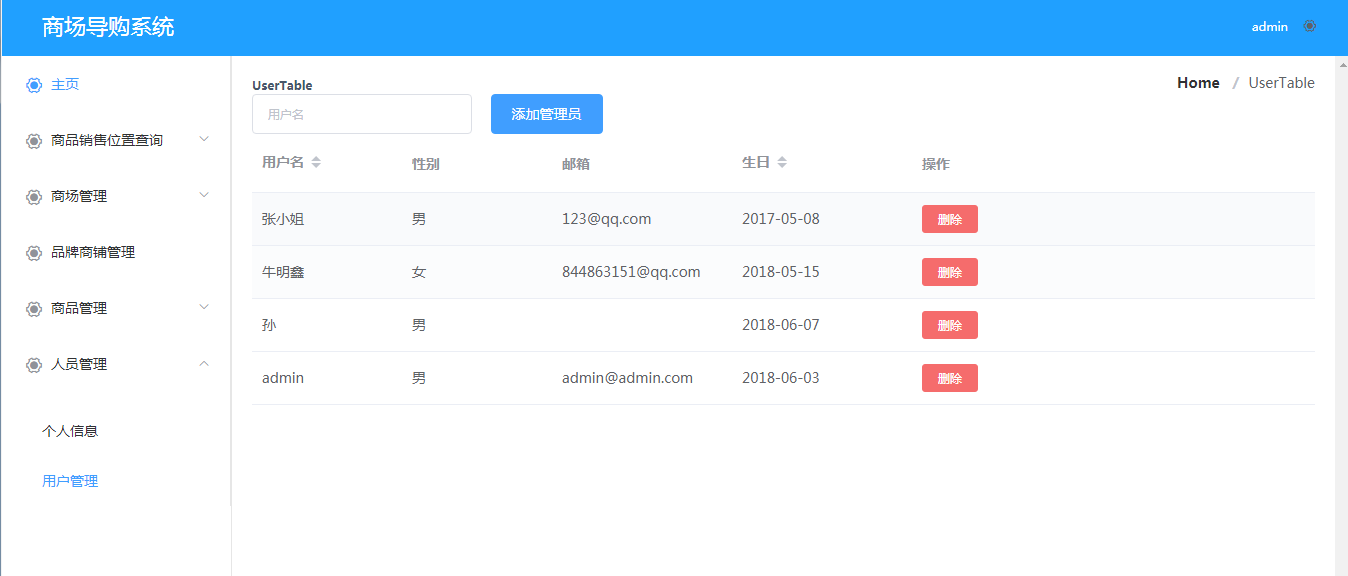 商场导购系统
admin
主页
商品销售位置查询
商场管理
品牌商铺管理
商品管理
人员管理
个人信息
用户管理
UserTable
Home / UserTable
用户名
添加管理员
用户名 性别 邮箱 生日 操作
张小姐 男 123@qq.com 2017-05-08 删除
牛明鑫 女 844863151@qq.com 2018-05-15 删除
孙 男 2018-06-07 删除
admin 男 admin@admin.com 2018-06-03 删除